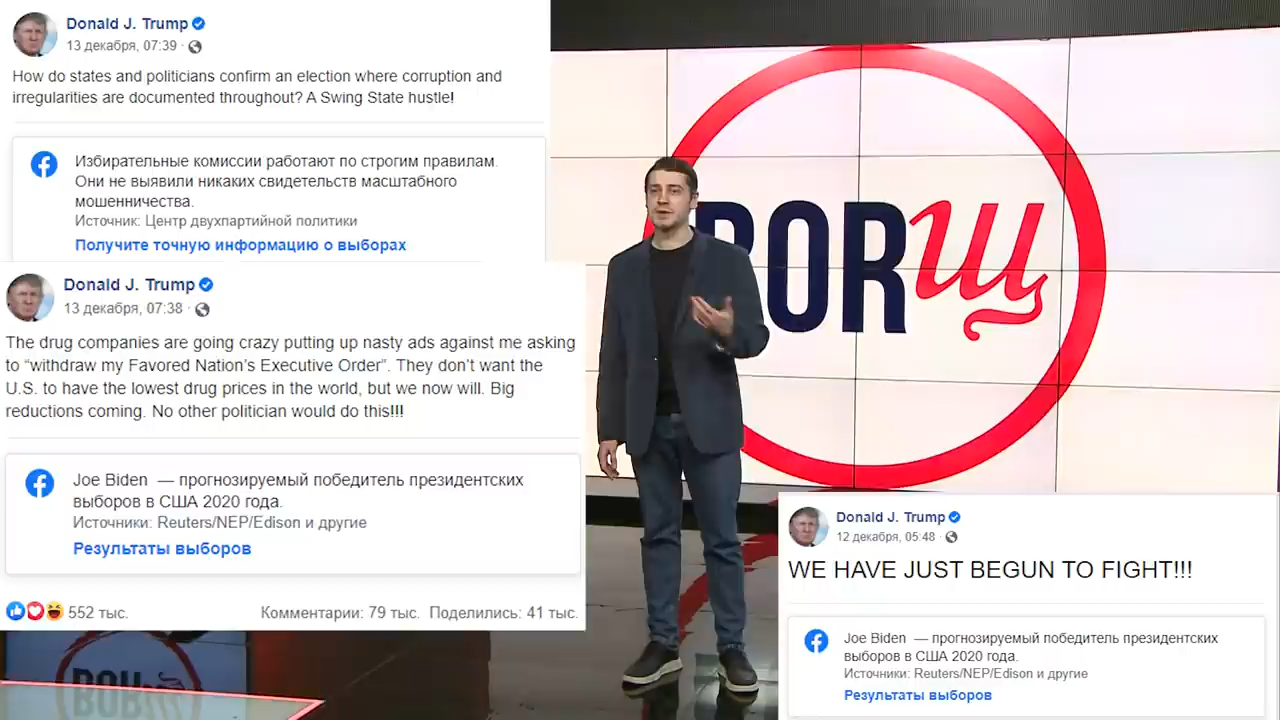 Donald J. Trump
13 декабря, 07:39 ·
How do states and politicians confirm an election where corruption and
irregularities are documented throughout? A Swing State hustle!
Избирательные комиссии работают по строгим правилам.
Они не выявили никаких свидетельств масштабного
мошенничества.
Источник: Центр двухпартийной политики
Получите точную информацию о выборах
Donald J. Trump
13 декабря, 07:38 ·
The drug companies are going crazy putting up nasty ads against me asking
to “withdraw my Favored Nation’s Executive Order”. They don’t want the
U.S. to have the lowest drug prices in the world, but we now will. Big
reductions coming. No other politician would do this!!!
Joe Biden — прогнозируемый победитель президентских
выборов в США 2020 года.
Источники: Reuters/NEP/Edison и другие
Результаты выборов
552 тыс.
Комментарии: 79 тыс. Поделились: 41 тыс.
BORЩ
Donald J. Trump
12 декабря, 05:48 ·
WE HAVE JUST BEGUN TO FIGHT!!!
Joe Biden — прогнозируемый победитель президентских
выборов в США 2020 года.
Источники: Reuters/NEP/Edison и другие
Результаты выборов